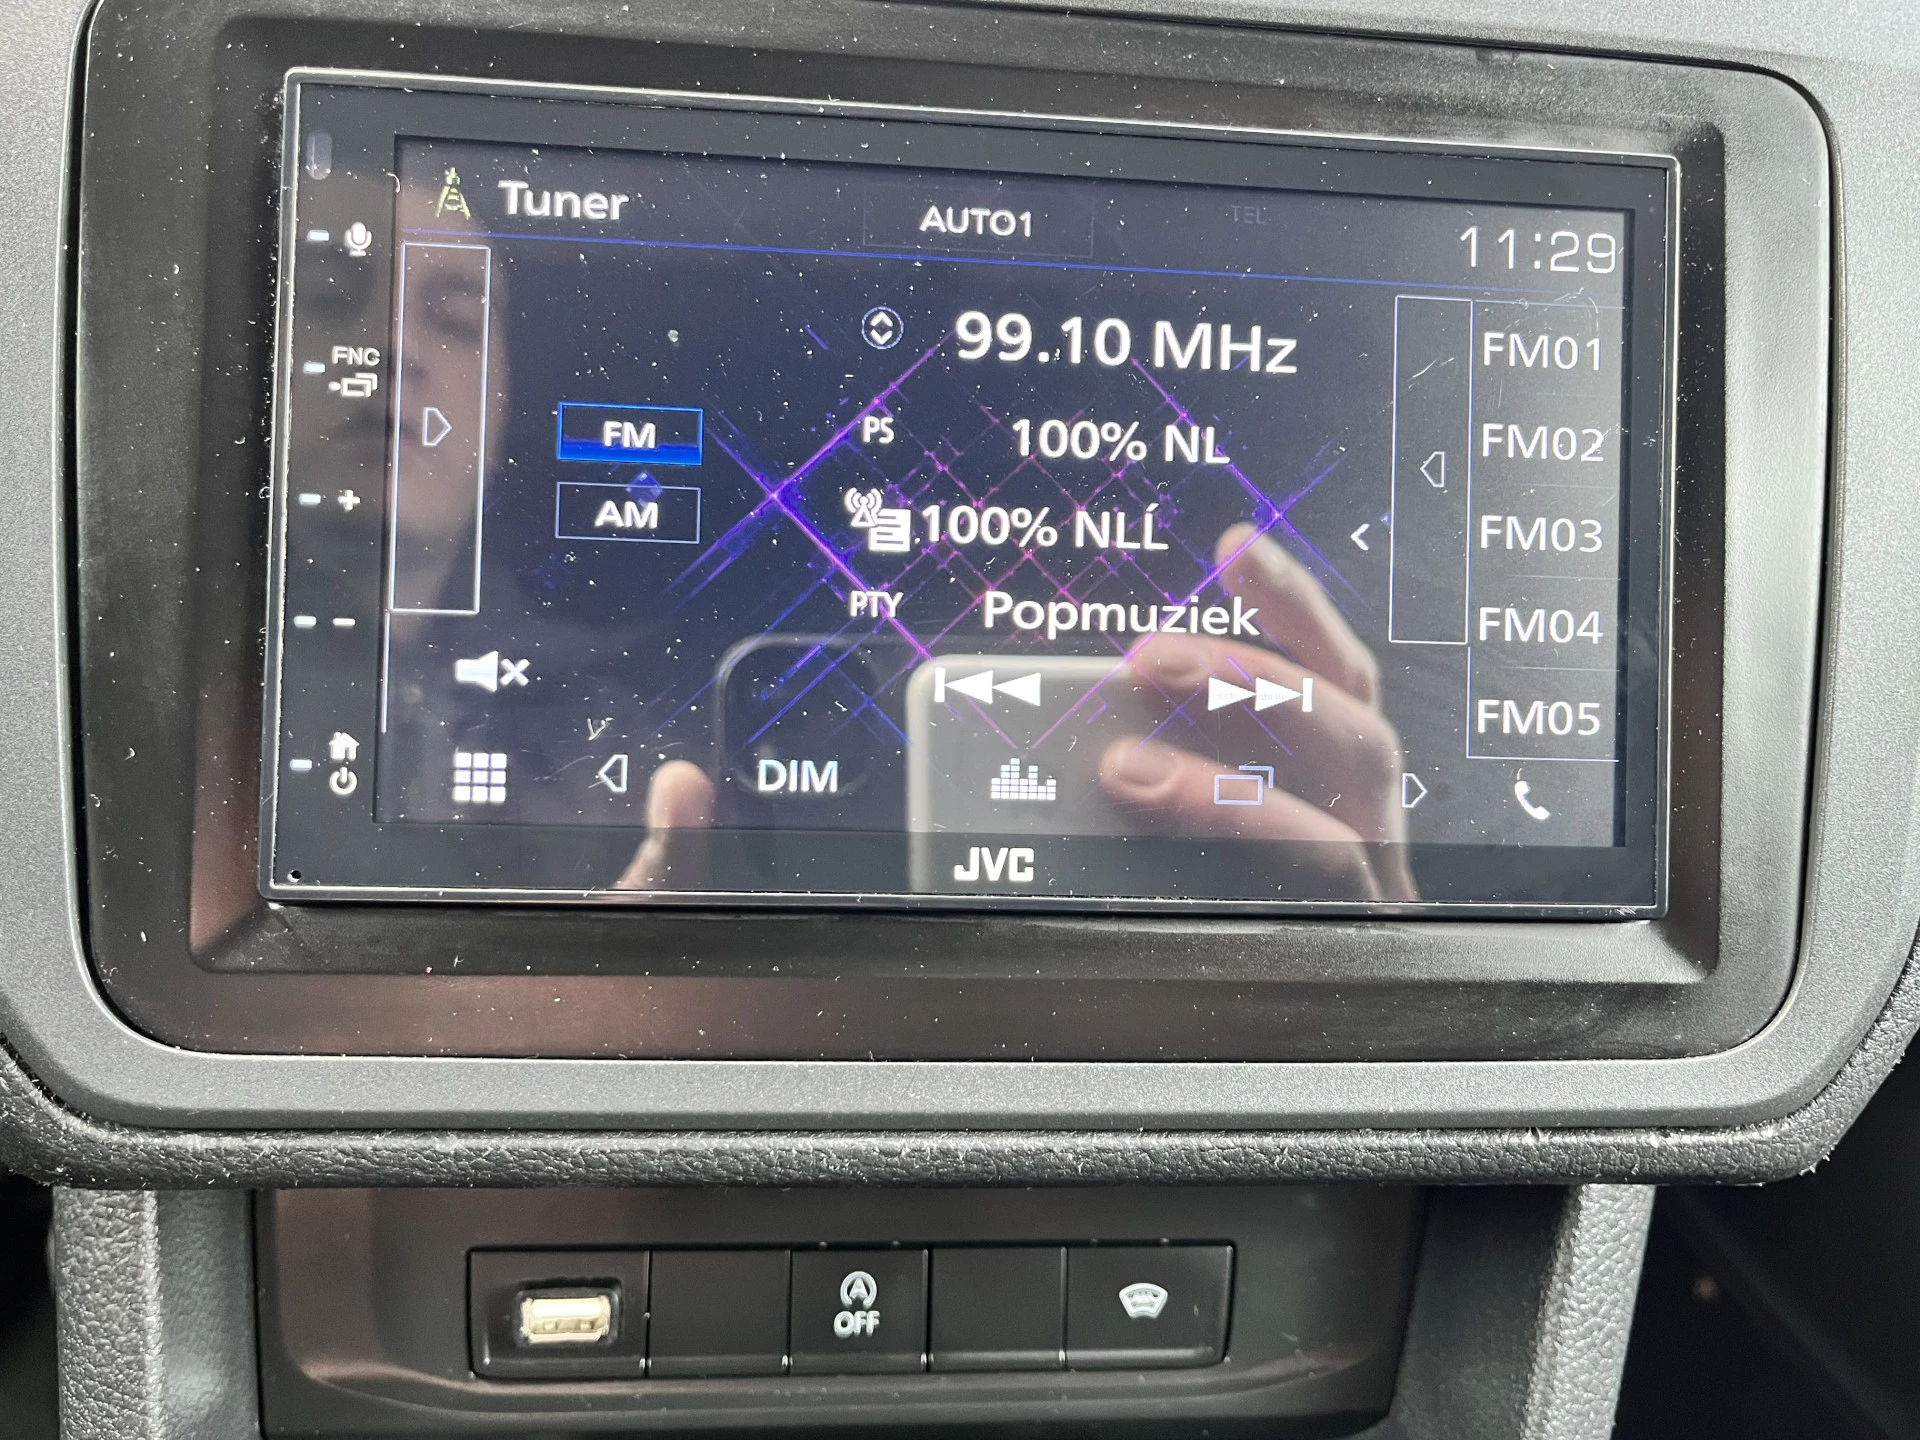 Tuner
AUTO1
TEL
11:29
FNC
99.10 MHz
FM01
FM
PS
100% NL
FM02
AM
100% NLĹ
FM03
PTY
Popmuziek
FM04
FM05
DIM
JVC
A
OFF